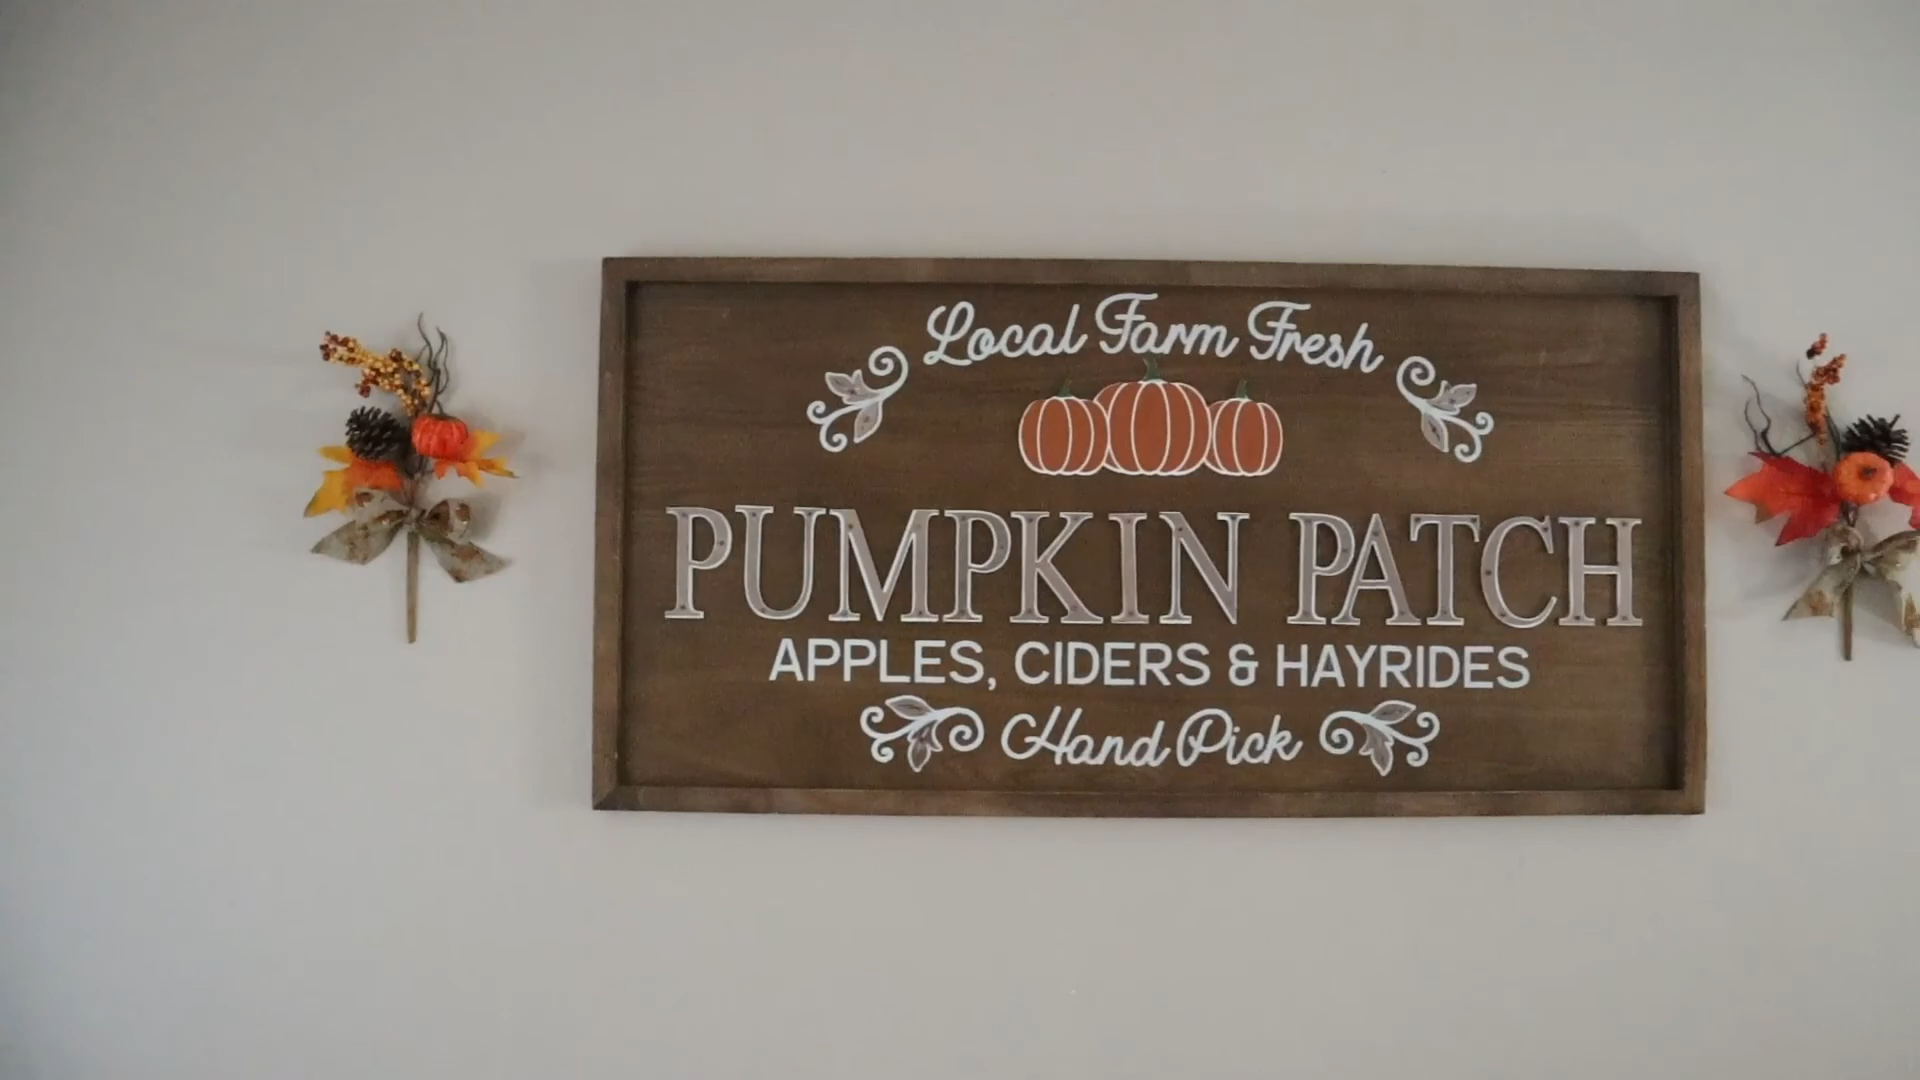 Local Farm Fresh
PUMPKIN PATCH
APPLES, CIDERS & HAYRIDES
Hand Pick